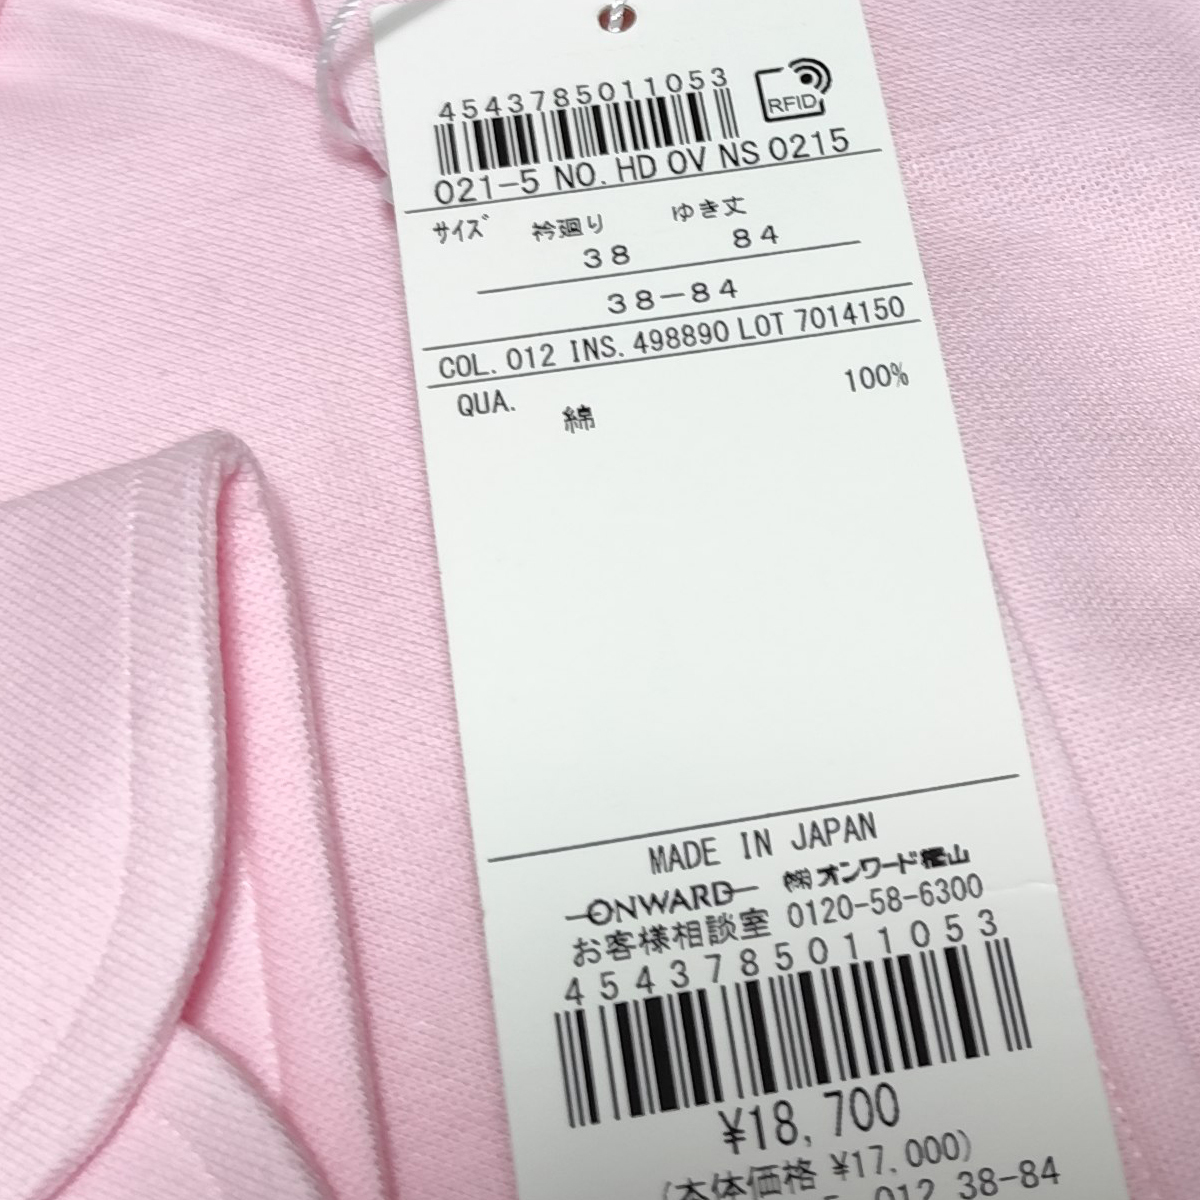 4543785011053
RFID
021-5 NO. HD OV NS 0215
サイズ 衿廻り ゆき丈
38 84
38-84
COL. 012 INS. 498890 LOT 7014150
QUA. 綿 100%
MADE IN JAPAN
ONWARD ㈱オンワード樫山
お客様相談室 0120-58-6300
4543785011053
¥18,700
(本体価格 ¥17,000)
012 38-84